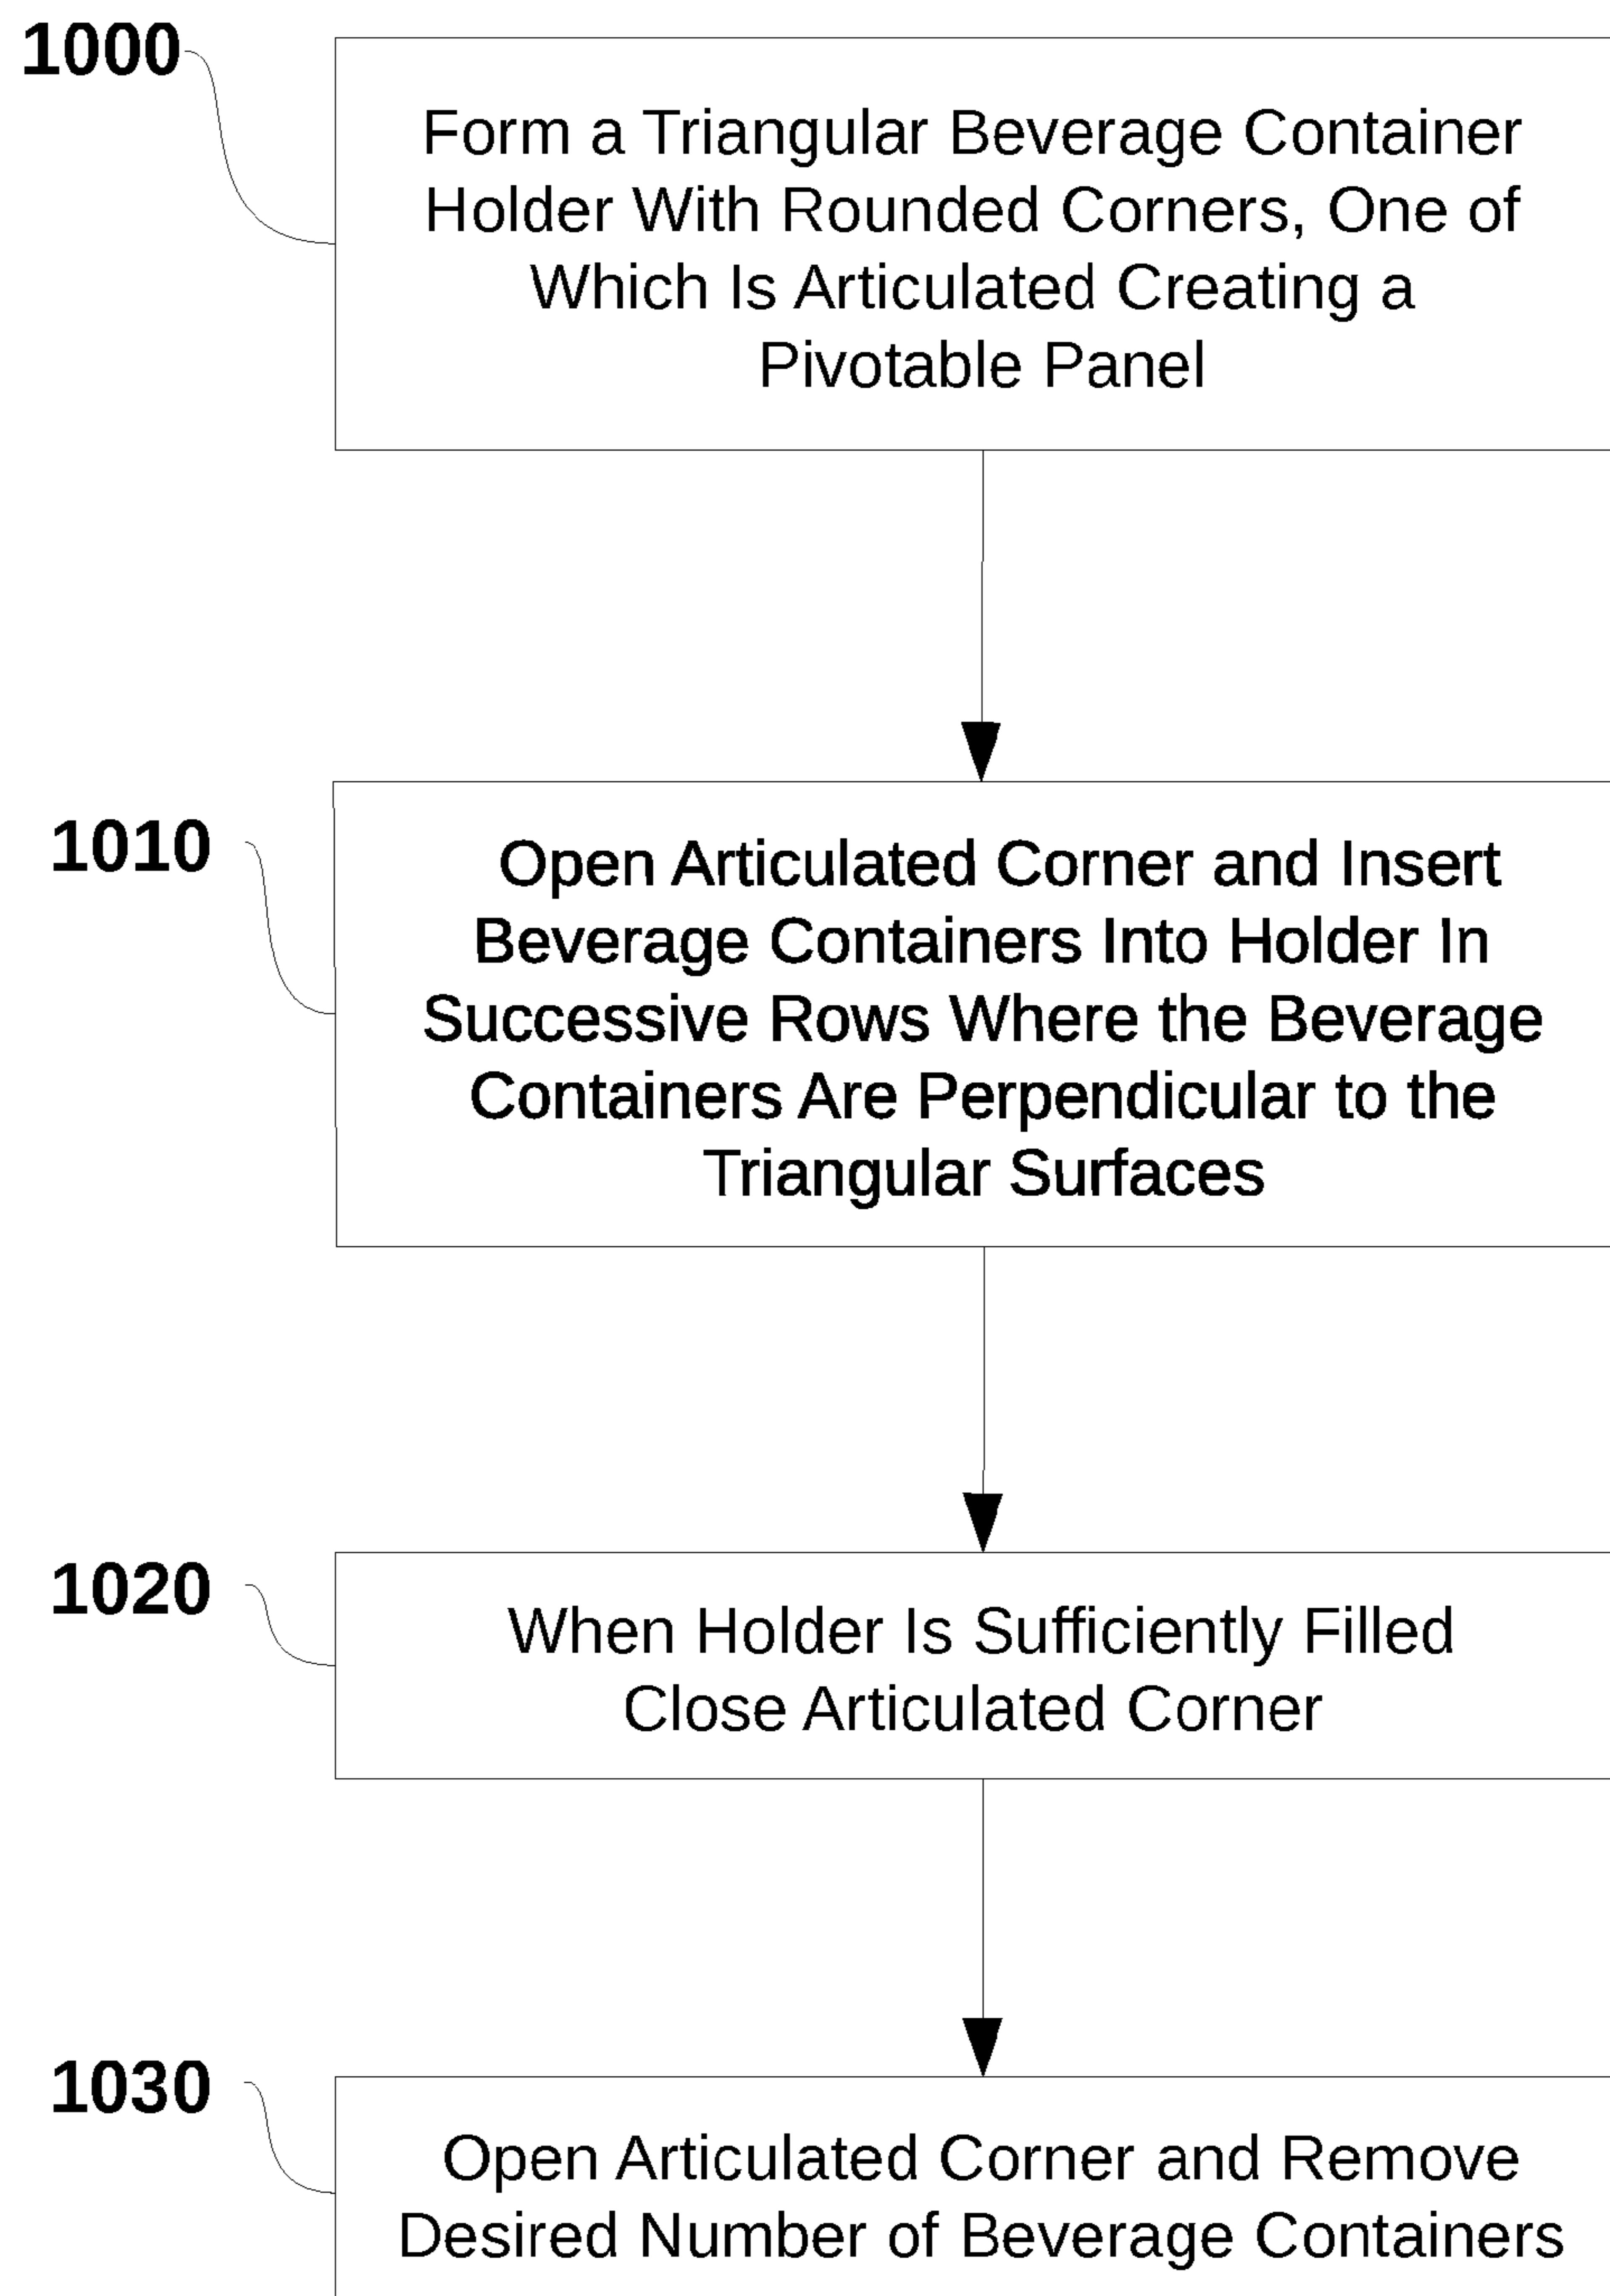 1000
Form a Triangular Beverage Container
Holder With Rounded Corners, One of
Which Is Articulated Creating a
Pivotable Panel
1010
Open Articulated Corner and Insert
Beverage Containers Into Holder In
Successive Rows Where the Beverage
Containers Are Perpendicular to the
Triangular Surfaces
1020
When Holder Is Sufficiently Filled
Close Articulated Corner
1030
Open Articulated Corner and Remove
Desired Number of Beverage Containers